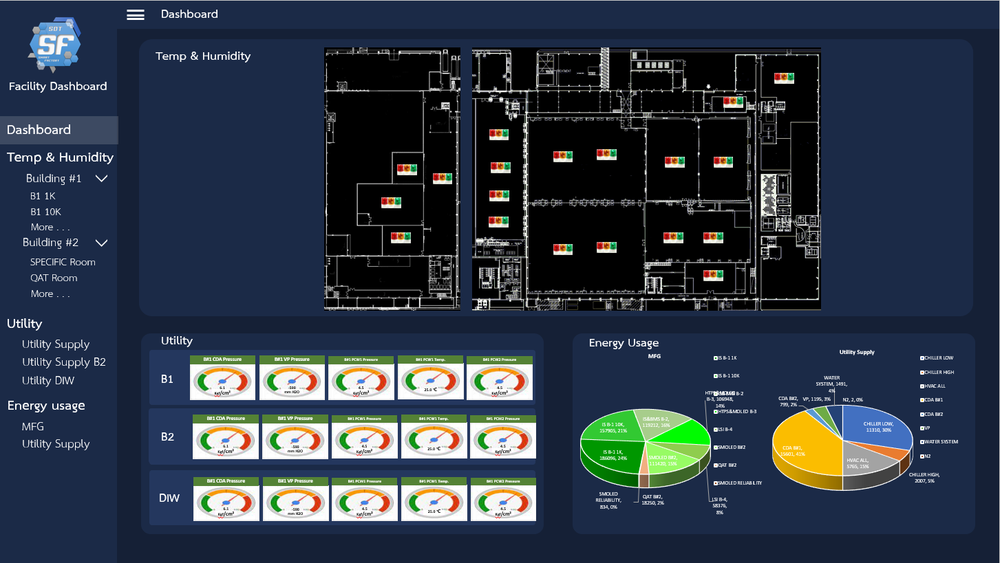 SDT
SF
SMART
FACTORY
Facility Dashboard
Dashboard
Temp & Humidity
Building #1
B1 1K
B1 10K
More . . .
Building #2
SPECIFIC Room
QAT Room
More . . .
Utility
Utility Supply
Utility Supply B2
Utility DIW
Energy usage
MFG
Utility Supply
Dashboard
Temp & Humidity
Utility
B1
B#1 CDA Pressure
6.1
Kgf/cm²
B#1 VP Pressure
-590
mm H2O
B#1 PCW1 Pressure
4.5
Kgf/cm²
B#1 PCW1 Temp.
25.0 °C
B#1 PCW2 Pressure
4.5
Kgf/cm²
B2
B#1 CDA Pressure
6.1
Kgf/cm²
B#1 VP Pressure
-590
mm H2O
B#1 PCW1 Pressure
4.5
Kgf/cm²
B#1 PCW1 Temp.
25.0 °C
B#1 PCW2 Pressure
4.5
Kgf/cm²
DIW
B#1 CDA Pressure
6.1
Kgf/cm²
B#1 VP Pressure
-590
mm H2O
B#1 PCW1 Pressure
4.5
Kgf/cm²
B#1 PCW1 Temp.
25.0 °C
B#1 PCW2 Pressure
4.5
Kgf/cm²
Energy Usage
MFG
IS B-1 10K,
157905, 21%
IS&BMS B-2,
119212, 16%
B-3, 106948,
14%
IS B-1 1K,
186096, 24%
SMOLED B#2,
111420, 15%
SMOLED
RELIABILITY,
834, 0%
QAT B#2,
18250, 2%
LSI B-4,
58376,
8%
IS B-1 1K
IS B-1 10K
HTPS&MOLED B-3
LSI B-4
SMOLED B#2
QAT B#2
SMOLED RELIABILITY
Utility Supply
WATER
SYSTEM, 1491,
4%
CDA B#2,
799, 2%
VP, 1195, 3%
N2, 2, 0%
CHILLER LOW,
11310, 30%
CDA B#1,
15601, 41%
HVAC ALL,
5765, 15%
CHILLER HIGH,
2007, 5%
CHILLER LOW
CHILLER HIGH
HVAC ALL
CDA B#1
CDA B#2
VP
WATER SYSTEM
N2